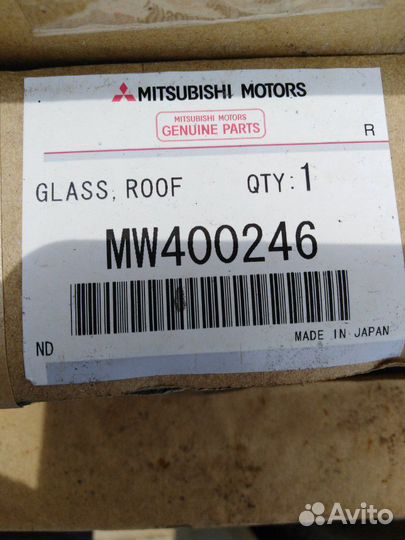 MITSUBISHI MOTORS
MITSUBISHI MOTORS
GENUINE PARTS
R
GLASS, ROOF QTY:1
MW400246
ND MADE IN JAPAN
Avito